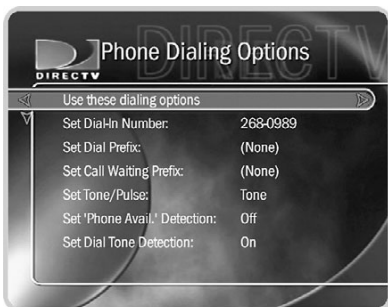 Phone Dialing Options
DIRECTV
Use these dialing options
Set Dial-In Number: 268-0989
Set Dial Prefix: (None)
Set Call Waiting Prefix: (None)
Set Tone/Pulse: Tone
Set 'Phone Avail.' Detection: Off
Set Dial Tone Detection: On